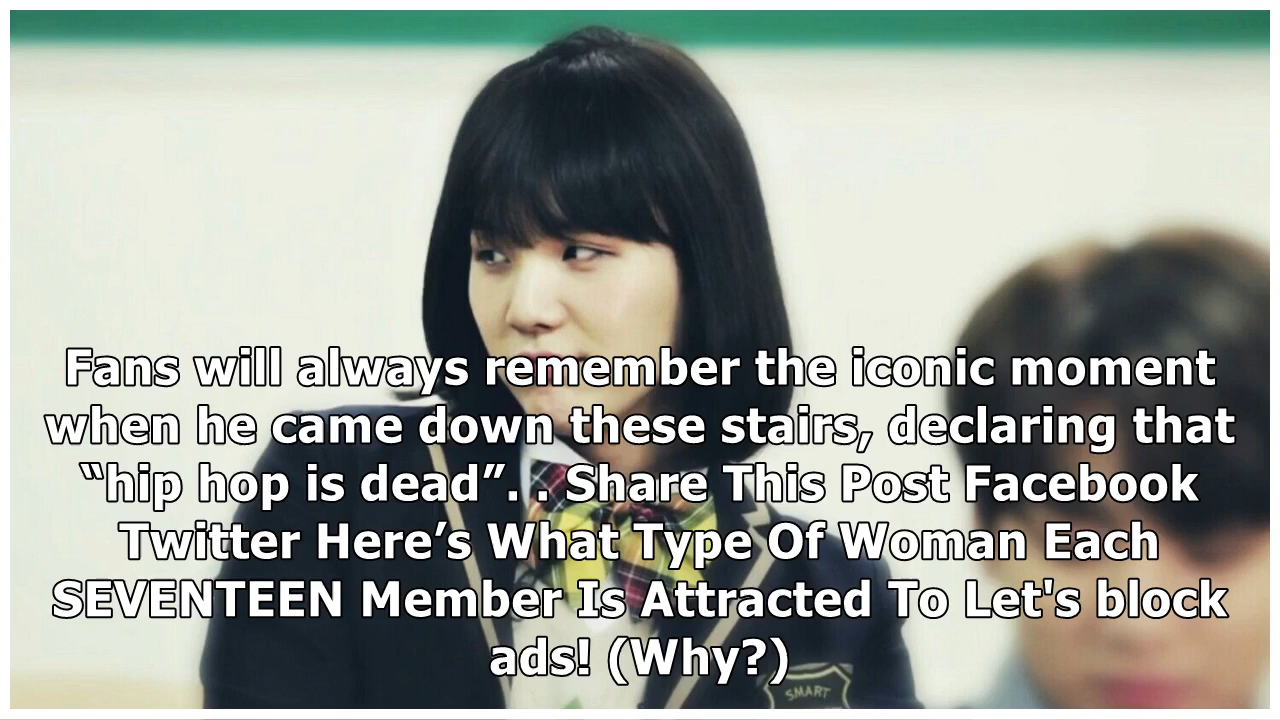 Fans will always remember the iconic moment
when he came down these stairs, declaring that
“hip hop is dead”. . Share This Post Facebook
Twitter Here’s What Type Of Woman Each
SEVENTEEN Member Is Attracted To Let's block
ads! (Why?)
SMART